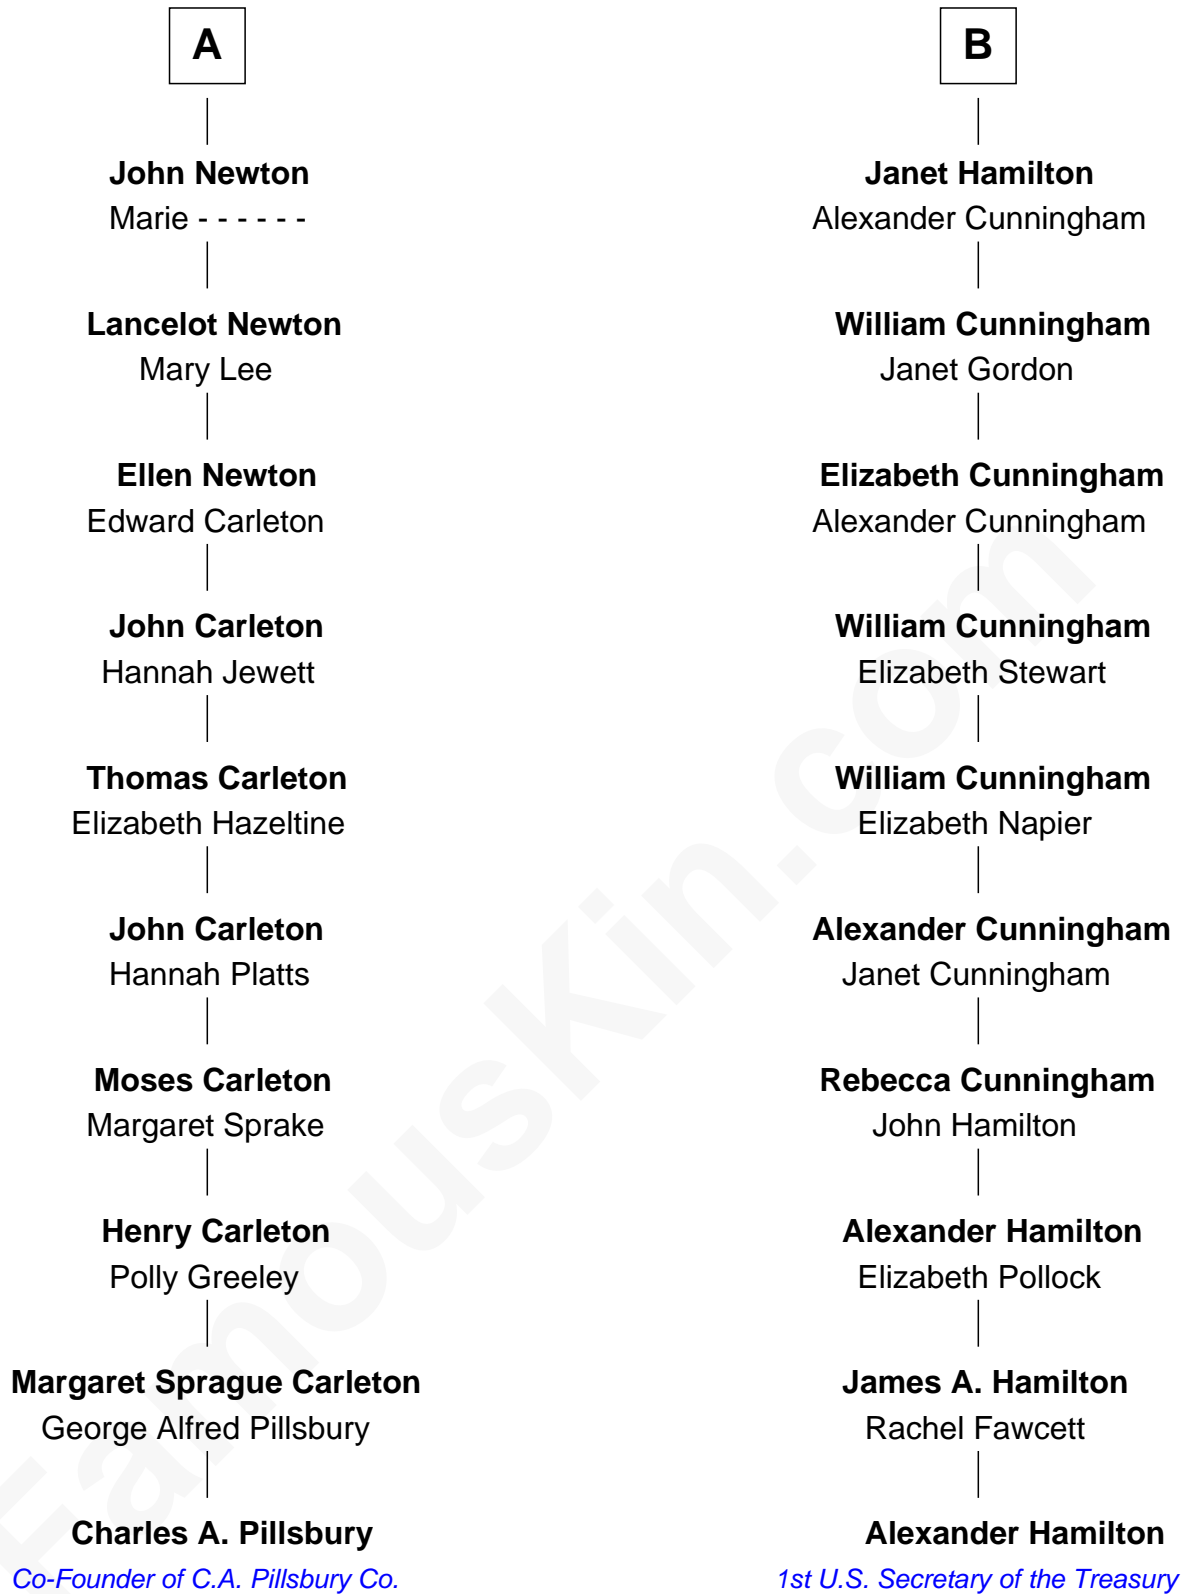 A
John Newton
Marie - - - - - -
Lancelot Newton
Mary Lee
Ellen Newton
Edward Carleton
John Carleton
Hannah Jewett
Thomas Carleton
Elizabeth Hazeltine
John Carleton
Hannah Platts
Moses Carleton
Margaret Sprake
Henry Carleton
Polly Greeley
Margaret Sprague Carleton
George Alfred Pillsbury
Charles A. Pillsbury
Co-Founder of C.A. Pillsbury Co.
B
Janet Hamilton
Alexander Cunningham
William Cunningham
Janet Gordon
Elizabeth Cunningham
Alexander Cunningham
William Cunningham
Elizabeth Stewart
William Cunningham
Elizabeth Napier
Alexander Cunningham
Janet Cunningham
Rebecca Cunningham
John Hamilton
Alexander Hamilton
Elizabeth Pollock
James A. Hamilton
Rachel Fawcett
Alexander Hamilton
1st U.S. Secretary of the Treasury
FamousKin.com